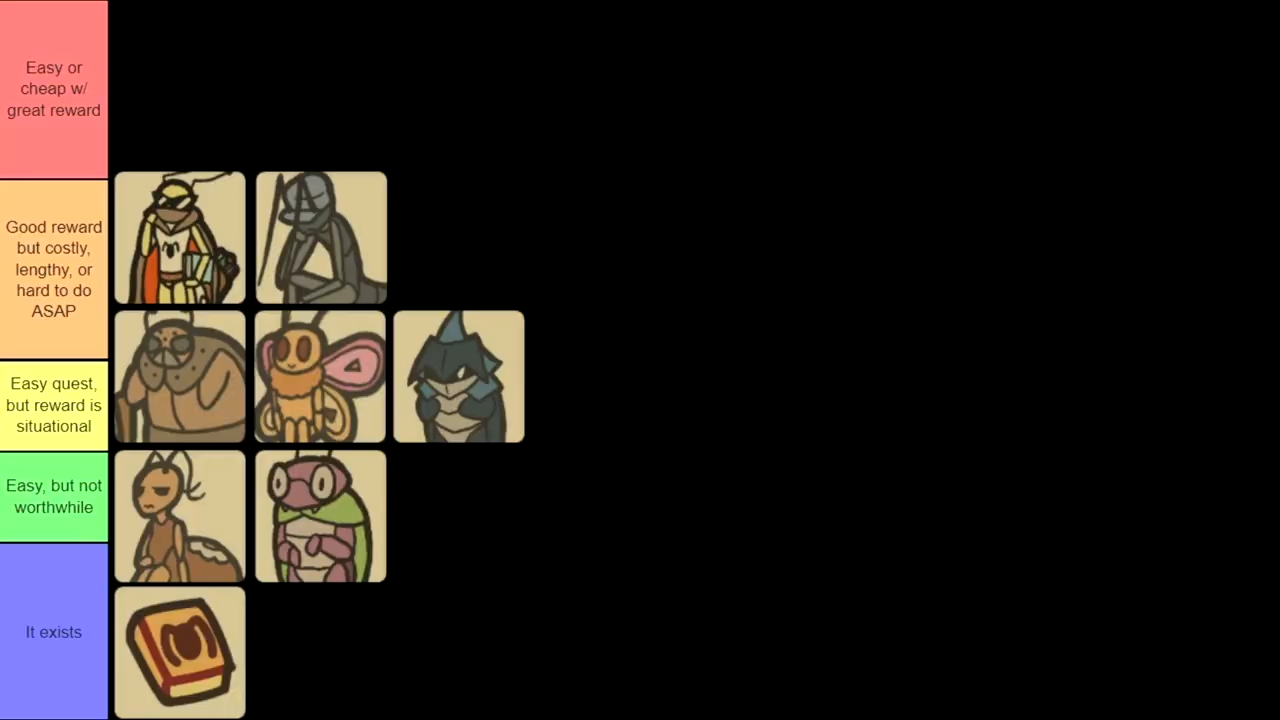 Easy or
cheap w/
great reward
Good reward
but costly,
lengthy, or
hard to do
ASAP
Easy quest,
but reward is
situational
Easy, but not
worthwhile
It exists